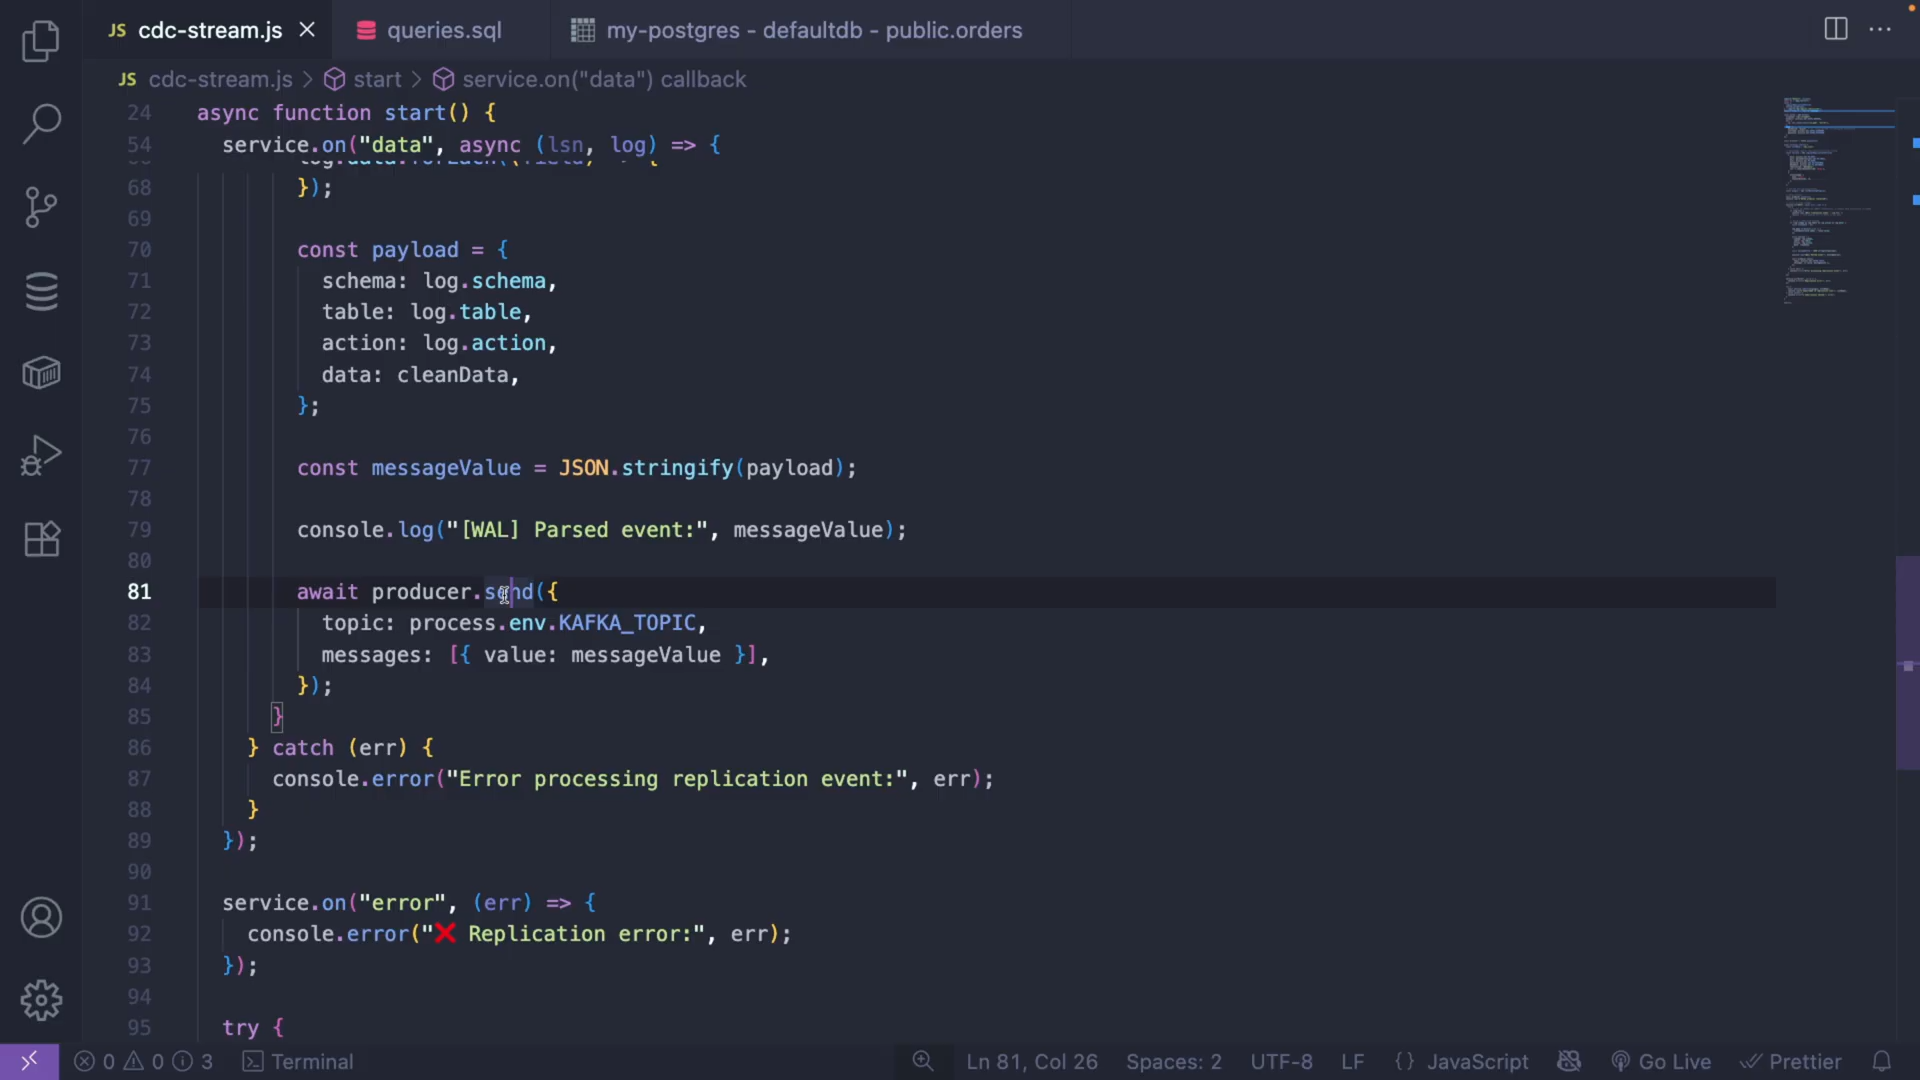 JS cdc-stream.js
queries.sql
my-postgres - defaultdb - public.orders
JS cdc-stream.js > start > service.on("data") callback
24 async function start() {
54 service.on("data", async (lsn, log) => {
68 });
69
70 const payload = {
71 schema: log.schema,
72 table: log.table,
73 action: log.action,
74 data: cleanData,
75 };
76
77 const messageValue = JSON.stringify(payload);
78
79 console.log("[WAL] Parsed event:", messageValue);
80
81 await producer.send({
82 topic: process.env.KAFKA_TOPIC,
83 messages: [{ value: messageValue }],
84 });
85 }
86 } catch (err) {
87 console.error("Error processing replication event:", err);
88 }
89 });
90
91 service.on("error", (err) => {
92 console.error("❌ Replication error:", err);
93 });
94
95 try {
0 0 3 Terminal Ln 81, Col 26 Spaces: 2 UTF-8 LF {} JavaScript Go Live Prettier